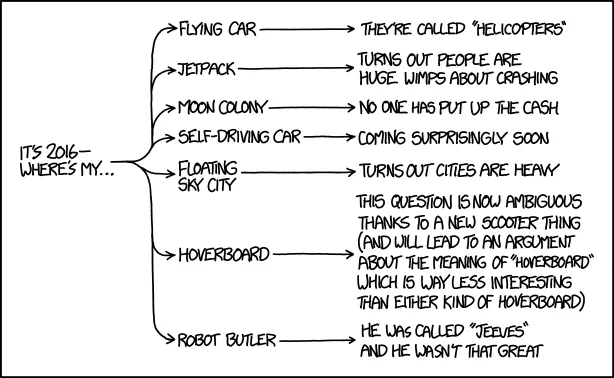 IT'S 2016—
WHERE'S MY...
FLYING CAR
THEY'RE CALLED "HELICOPTERS"
JETPACK
TURNS OUT PEOPLE ARE
HUGE WIMPS ABOUT CRASHING
MOON COLONY
NO ONE HAS PUT UP THE CASH
SELF-DRIVING CAR
COMING SURPRISINGLY SOON
FLOATING
SKY CITY
TURNS OUT CITIES ARE HEAVY
HOVERBOARD
THIS QUESTION IS NOW AMBIGUOUS
THANKS TO A NEW SCOOTER THING
(AND WILL LEAD TO AN ARGUMENT
ABOUT THE MEANING OF "HOVERBOARD"
WHICH IS WAY LESS INTERESTING
THAN EITHER KIND OF HOVERBOARD)
ROBOT BUTLER
HE WAS CALLED "JEEVES"
AND HE WASN'T THAT GREAT